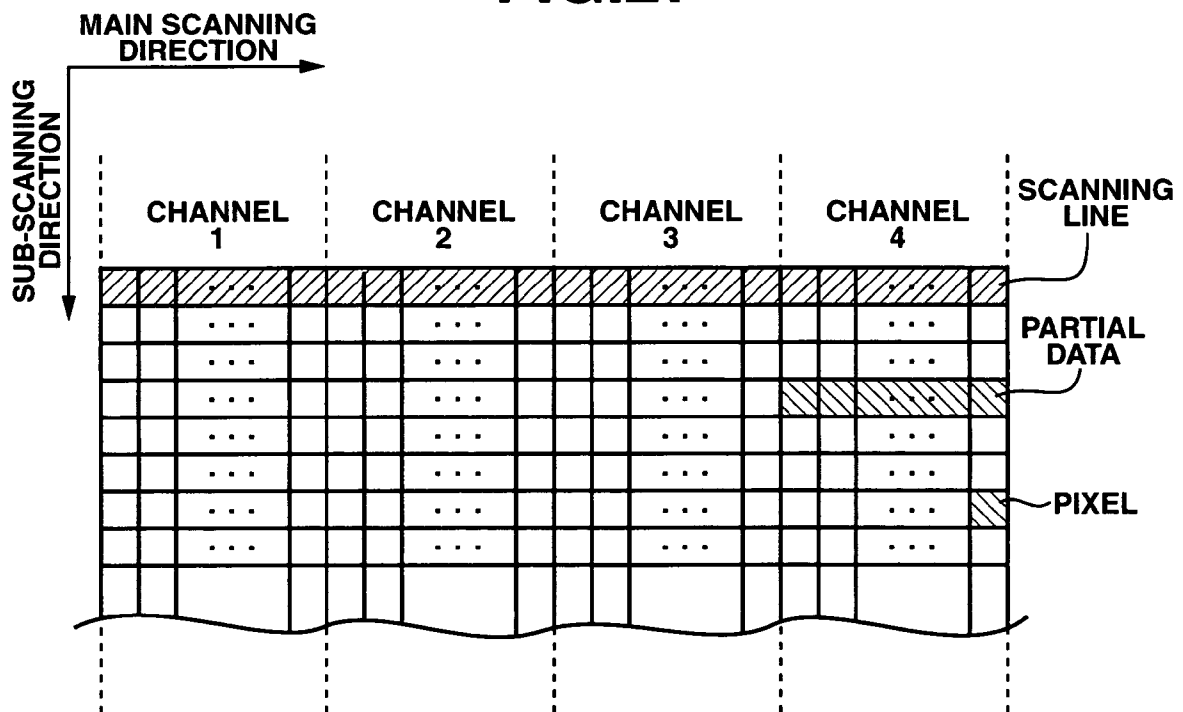 MAIN SCANNING
DIRECTION
SUB-SCANNING
DIRECTION
CHANNEL
1
CHANNEL
2
CHANNEL
3
CHANNEL
4
SCANNING
LINE
PARTIAL
DATA
PIXEL